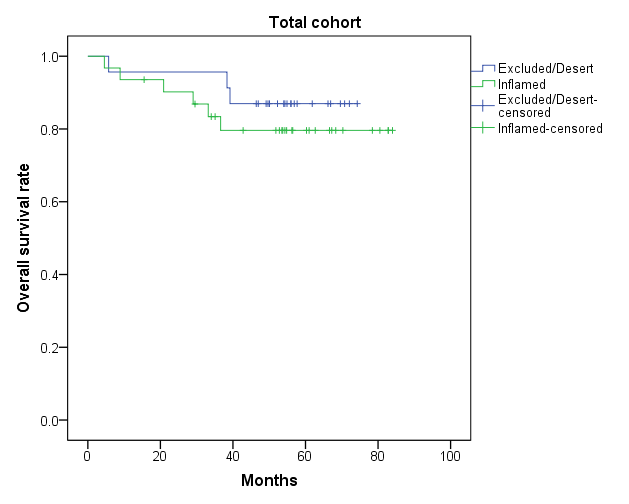 Total cohort
Overall survival rate
1.0
0.8
0.6
0.4
0.2
0.0
0 20 40 60 80 100
Months
Excluded/Desert
Inflamed
Excluded/Desert-
censored
Inflamed-censored